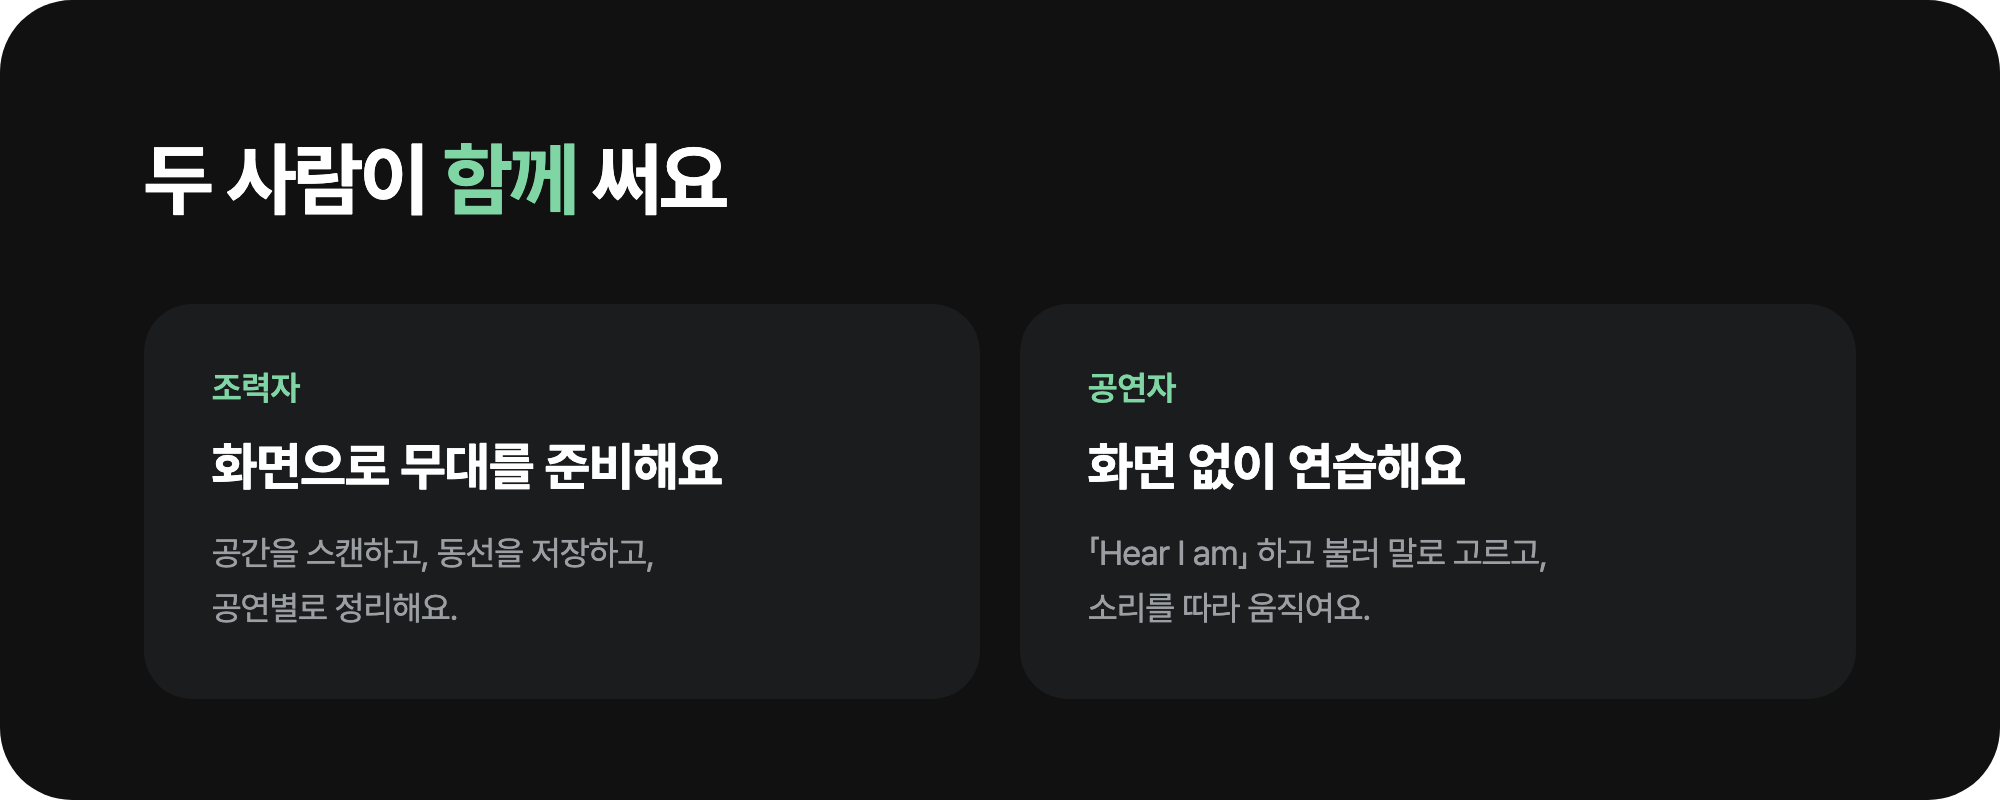 두 사람이 함께 써요
조력자
화면으로 무대를 준비해요
공간을 스캔하고, 동선을 저장하고,
공연별로 정리해요.
공연자
화면 없이 연습해요
「Hear I am」 하고 불러 말로 고르고,
소리를 따라 움직여요.